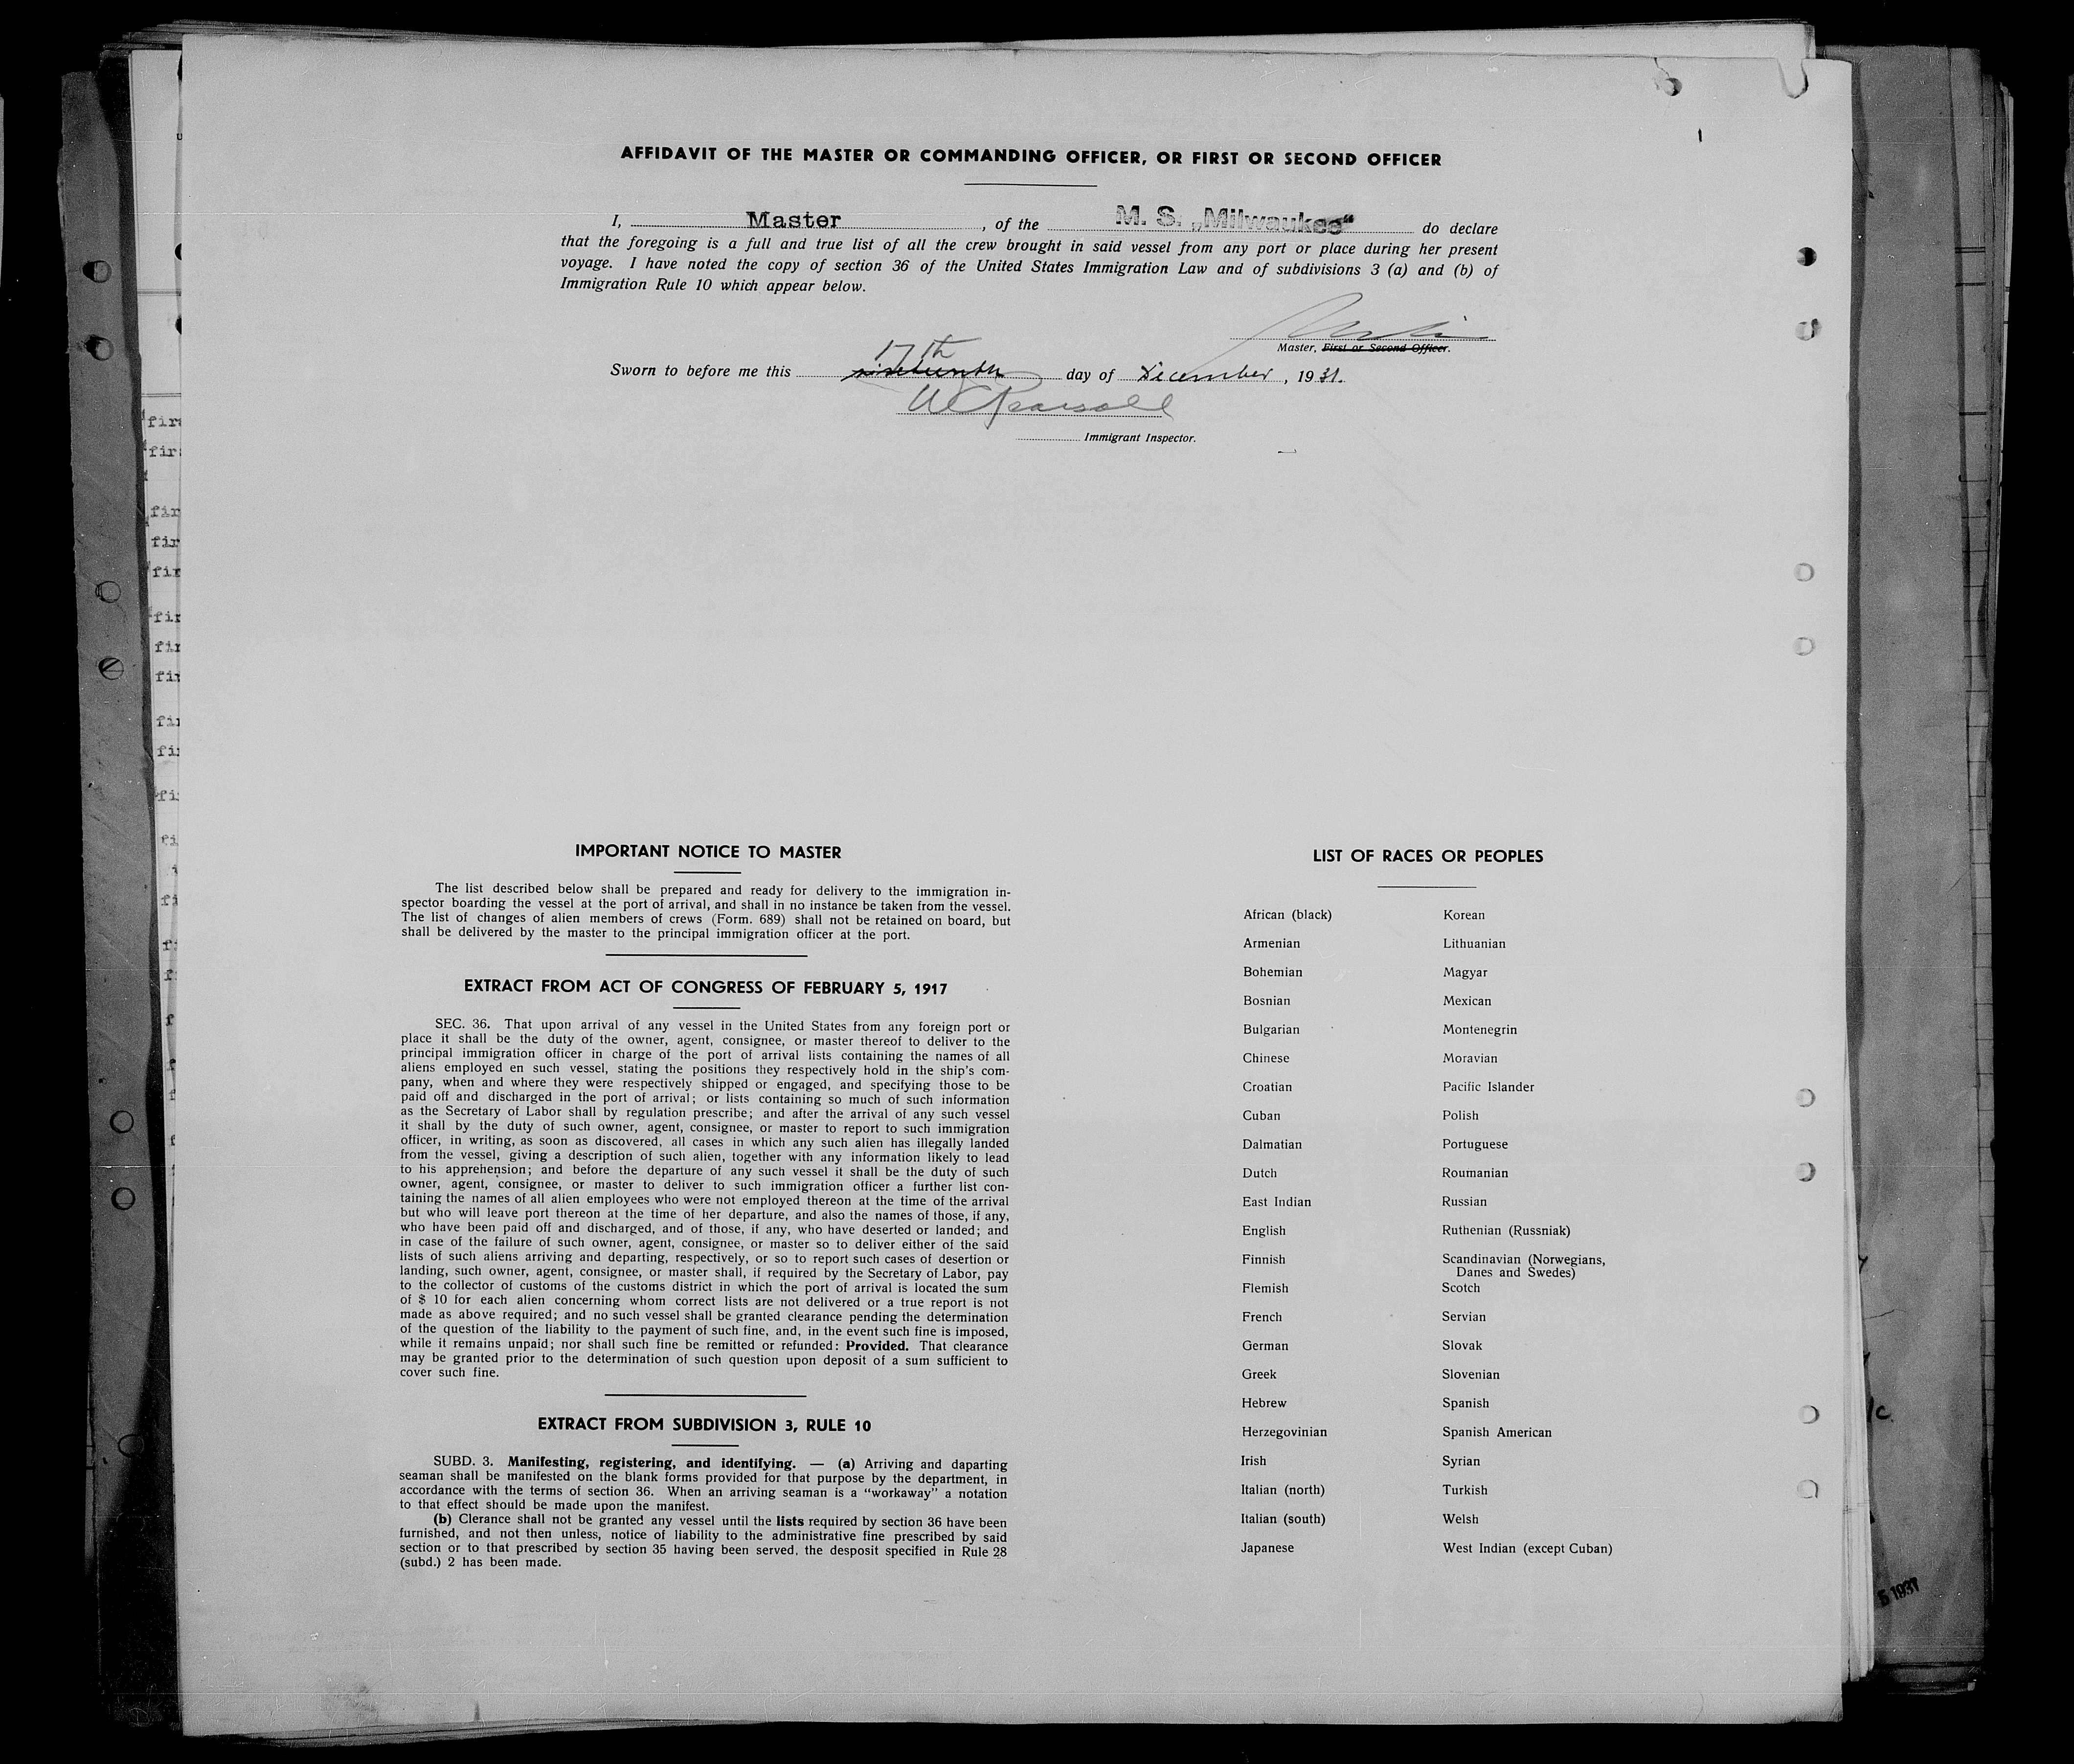 AFFIDAVIT OF THE MASTER OR COMMANDING OFFICER, OR FIRST OR SECOND OFFICER
I, Master, of the M. S. „Milwaukee“ do declare
that the foregoing is a full and true list of all the crew brought in said vessel from any port or place during her present
voyage. I have noted the copy of section 36 of the United States Immigration Law and of subdivisions 3 (a) and (b) of
Immigration Rule 10 which appear below.
Master, First or Second Officer.
17th
Sworn to before me this nineteenth day of December, 1931.
Immigrant Inspector.
IMPORTANT NOTICE TO MASTER
The list described below shall be prepared and ready for delivery to the immigration in-
spector boarding the vessel at the port of arrival, and shall in no instance be taken from the vessel.
The list of changes of alien members of crews (Form. 689) shall not be retained on board, but
shall be delivered by the master to the principal immigration officer at the port.
EXTRACT FROM ACT OF CONGRESS OF FEBRUARY 5, 1917
SEC. 36. That upon arrival of any vessel in the United States from any foreign port or
place it shall be the duty of the owner, agent, consignee, or master thereof to deliver to the
principal immigration officer in charge of the port of arrival lists containing the names of all
aliens employed en such vessel, stating the positions they respectively hold in the ship's com-
pany, when and where they were respectively shipped or engaged, and specifying those to be
paid off and discharged in the port of arrival; or lists containing so much of such information
as the Secretary of Labor shall by regulation prescribe; and after the arrival of any such vessel
it shall by the duty of such owner, agent, consignee, or master to report to such immigration
officer, in writing, as soon as discovered, all cases in which any such alien has illegally landed
from the vessel, giving a description of such alien, together with any information likely to lead
to his apprehension; and before the departure of any such vessel it shall be the duty of such
owner, agent, consignee, or master to deliver to such immigration officer a further list con-
taining the names of all alien employees who were not employed thereon at the time of the arrival
but who will leave port thereon at the time of her departure, and also the names of those, if any,
who have been paid off and discharged, and of those, if any, who have deserted or landed; and
in case of the failure of such owner, agent, consignee, or master so to deliver either of the said
lists of such aliens arriving and departing, respectively, or so to report such cases of desertion or
landing, such owner, agent, consignee, or master shall, if required by the Secretary of Labor, pay
to the collector of customs of the customs district in which the port of arrival is located the sum
of $ 10 for each alien concerning whom correct lists are not delivered or a true report is not
made as above required; and no such vessel shall be granted clearance pending the determination
of the question of the liability to the payment of such fine, and, in the event such fine is imposed,
while it remains unpaid; nor shall such fine be remitted or refunded: Provided. That clearance
may be granted prior to the determination of such question upon deposit of a sum sufficient to
cover such fine.
EXTRACT FROM SUBDIVISION 3, RULE 10
SUBD. 3. Manifesting, registering, and identifying. — (a) Arriving and daparting
seaman shall be manifested on the blank forms provided for that purpose by the department, in
accordance with the terms of section 36. When an arriving seaman is a "workaway" a notation
to that effect should be made upon the manifest.
(b) Clerance shall not be granted any vessel until the lists required by section 36 have been
furnished, and not then unless, notice of liability to the administrative fine prescribed by said
section or to that prescribed by section 35 having been served, the desposit specified in Rule 28
(subd.) 2 has been made.
LIST OF RACES OR PEOPLES
African (black) Korean
Armenian Lithuanian
Bohemian Magyar
Bosnian Mexican
Bulgarian Montenegrin
Chinese Moravian
Croatian Pacific Islander
Cuban Polish
Dalmatian Portuguese
Dutch Roumanian
East Indian Russian
English Ruthenian (Russniak)
Finnish Scandinavian (Norwegians,
Danes and Swedes)
Flemish Scotch
French Servian
German Slovak
Greek Slovenian
Hebrew Spanish
Herzegovinian Spanish American
Irish Syrian
Italian (north) Turkish
Italian (south) Welsh
Japanese West Indian (except Cuban)
5 1931